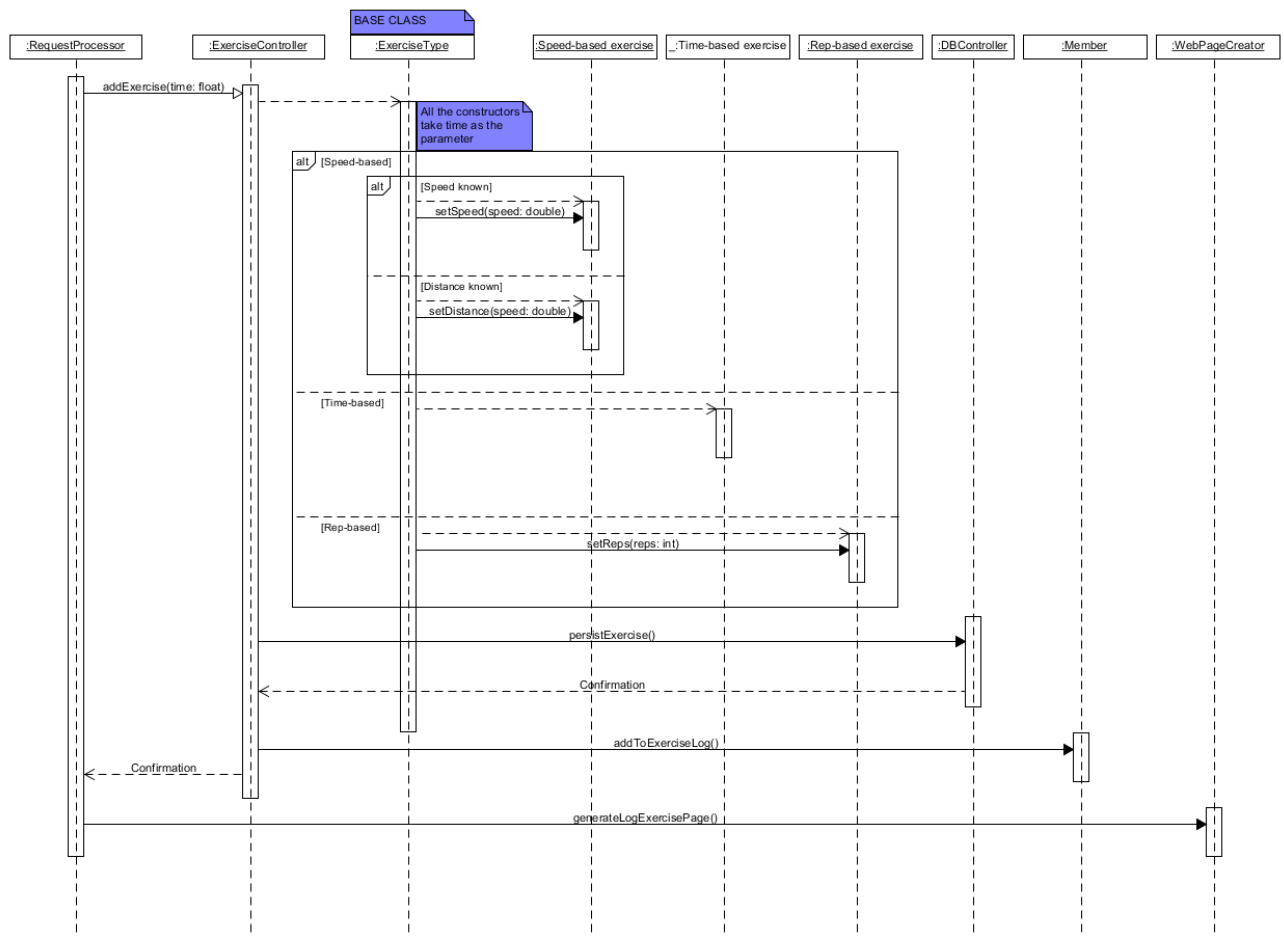 BASE CLASS
:RequestProcessor
:ExerciseController
:ExerciseType
:Speed-based exercise
_:Time-based exercise
:Rep-based exercise
:DBController
:Member
:WebPageCreator
addExercise(time: float)
All the constructors
take time as the
parameter
alt
[Speed-based]
alt
[Speed known]
setSpeed(speed: double)
[Distance known]
setDistance(speed: double)
[Time-based]
[Rep-based]
setReps(reps: int)
persistExercise()
Confirmation
addToExerciseLog()
Confirmation
generateLogExercisePage()